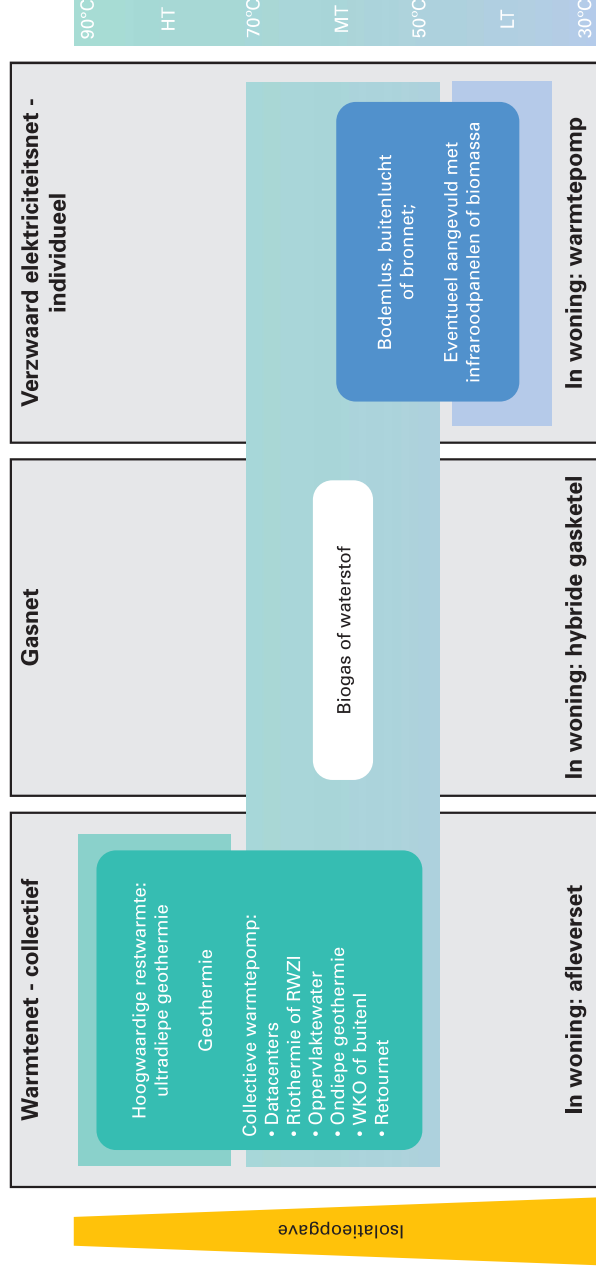 Isolatieopgave
Warmtenet - collectief
Hoogwaardige restwarmte:
ultradiepe geothermie
Geothermie
Collectieve warmtepomp:
• Datacenters
• Riothermie of RWZI
• Oppervlaktewater
• Ondiepe geothermie
• WKO of buitenl
• Retournet
In woning: afleverset
Gasnet
Biogas of waterstof
In woning: hybride gasketel
Verzwaard elektriciteitsnet -
individueel
Bodemlus, buitenlucht
of bronnet;
Eventueel aangevuld met
infraroodpanelen of biomassa
In woning: warmtepomp
90°C
HT
70°C
MT
50°C
LT
30°C